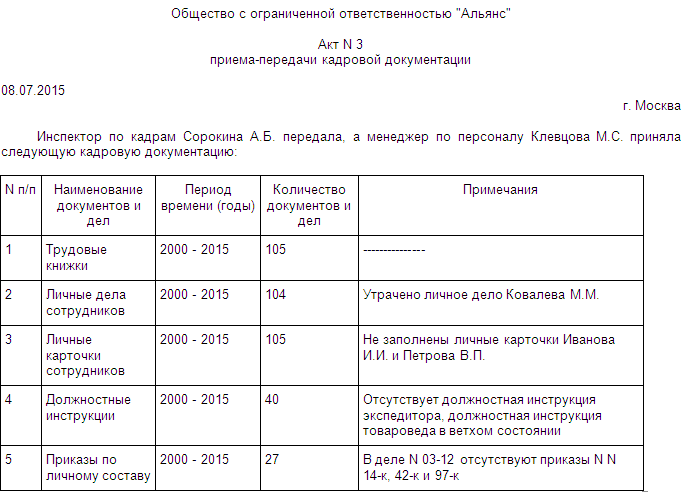 Общество с ограниченной ответственностью "Альянс"
Акт N 3
приема-передачи кадровой документации
08.07.2015
г. Москва
Инспектор по кадрам Сорокина А.Б. передала, а менеджер по персоналу Клевцова М.С. приняла
следующую кадровую документацию:
N п/п Наименование документов и дел Период времени (годы) Количество документов и дел Примечания
1 Трудовые книжки 2000 - 2015 105 ---------------
2 Личные дела сотрудников 2000 - 2015 104 Утрачено личное дело Ковалева М.М.
3 Личные карточки сотрудников 2000 - 2015 105 Не заполнены личные карточки Иванова И.И. и Петрова В.П.
4 Должностные инструкции 2000 - 2015 40 Отсутствует должностная инструкция экспедитора, должностная инструкция товароведа в ветхом состоянии
5 Приказы по личному составу 2000 - 2015 27 В деле N 03-12 отсутствуют приказы N N 14-к, 42-к и 97-к